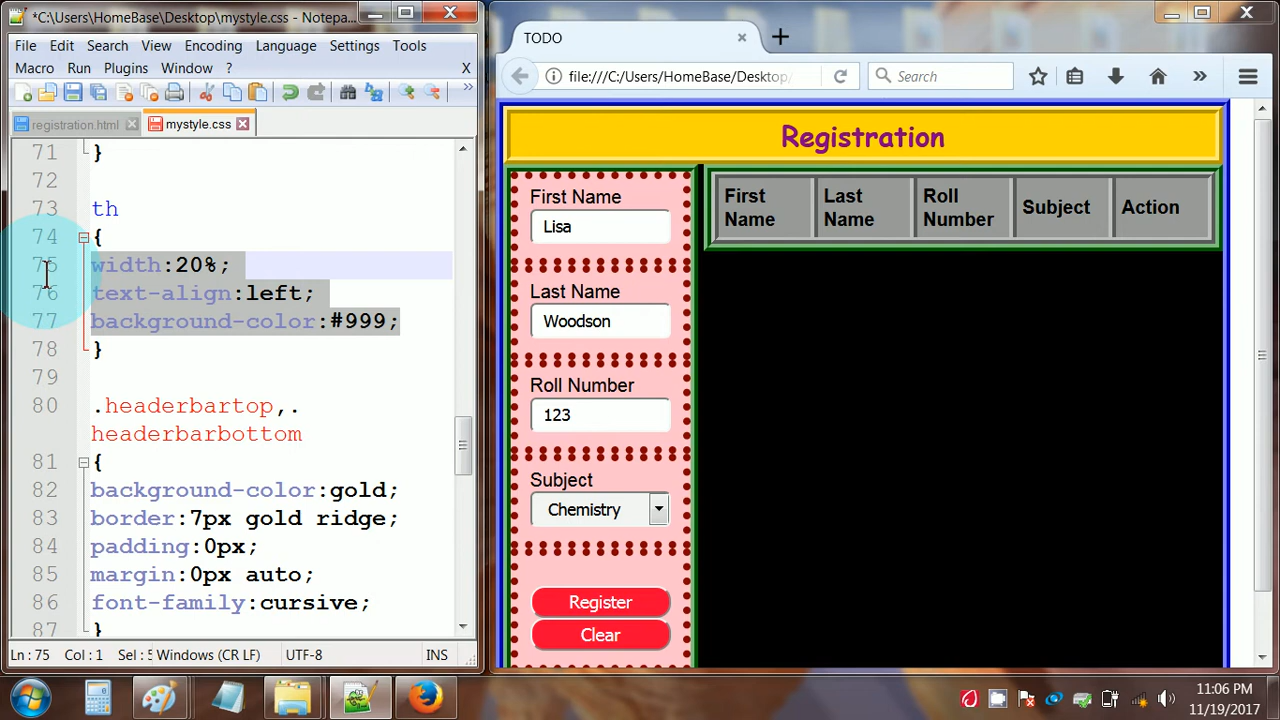 *C:\Users\HomeBase\Desktop\mystyle.css - Notepa...
File Edit Search View Encoding Language Settings Tools
Macro Run Plugins Window ? X
registration.html mystyle.css
71 }
72
73 th
74 {
75 width:20%;
76 text-align:left;
77 background-color:#999;
78 }
79
80 .headerbartop,.
headerbarbottom
81 {
82 background-color:gold;
83 border:7px gold ridge;
84 padding:0px;
85 margin:0px auto;
86 font-family:cursive;
87 }
Ln : 75 Col : 1 Sel : 5 Windows (CR LF) UTF-8 INS
TODO
file:///C:/Users/HomeBase/Desktop/
Search
Registration
First Name
Lisa
Last Name
Woodson
Roll Number
123
Subject
Chemistry
Register
Clear
First
Name
Last
Name
Roll
Number
Subject
Action
11:06 PM
11/19/2017